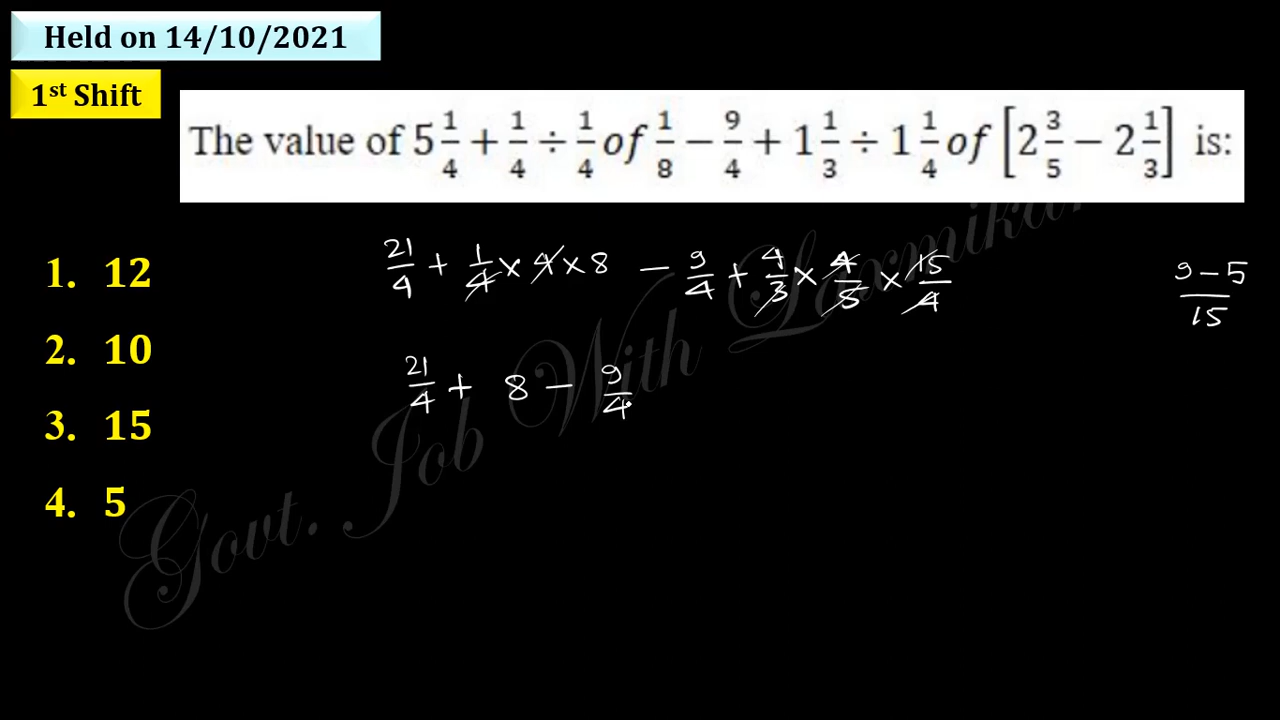 Held on 14/10/2021
1st Shift
The value of 5 1/4 + 1/4 ÷ 1/4 of 1/8 − 9/4 + 1 1/3 ÷ 1 1/4 of [2 3/5 − 2 1/3] is:
1. 12
2. 10
3. 15
4. 5
21/4 + 1/4 × 4 × 8 − 9/4 + 4/3 × 4/5 × 15/4
9 − 5 / 15
21/4 + 8 − 9/4
Govt. Job With Laxmikant